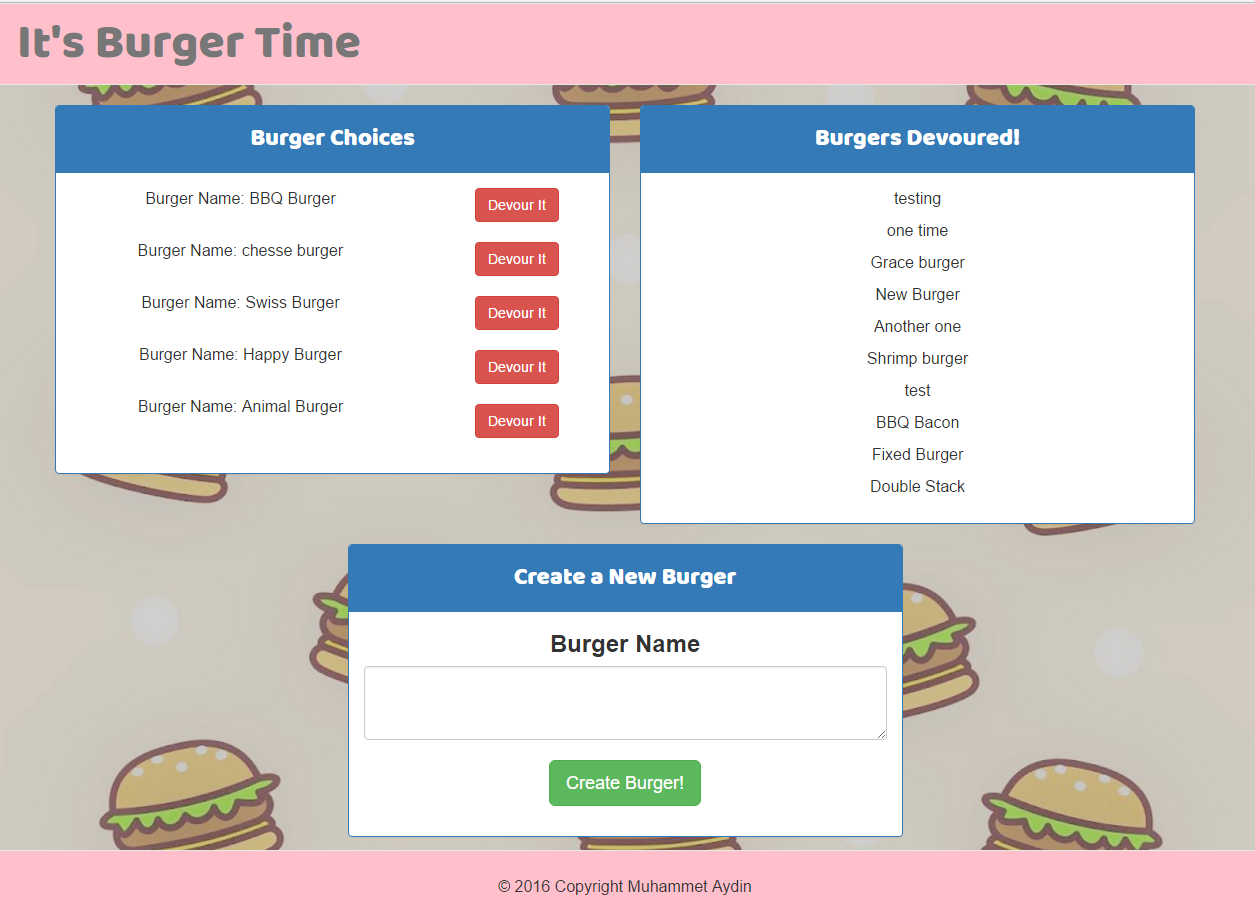 It's Burger Time
Burger Choices
Burger Name: BBQ Burger
Devour It
Burger Name: chesse burger
Devour It
Burger Name: Swiss Burger
Devour It
Burger Name: Happy Burger
Devour It
Burger Name: Animal Burger
Devour It
Burgers Devoured!
testing
one time
Grace burger
New Burger
Another one
Shrimp burger
test
BBQ Bacon
Fixed Burger
Double Stack
Create a New Burger
Burger Name
Create Burger!
© 2016 Copyright Muhammet Aydin